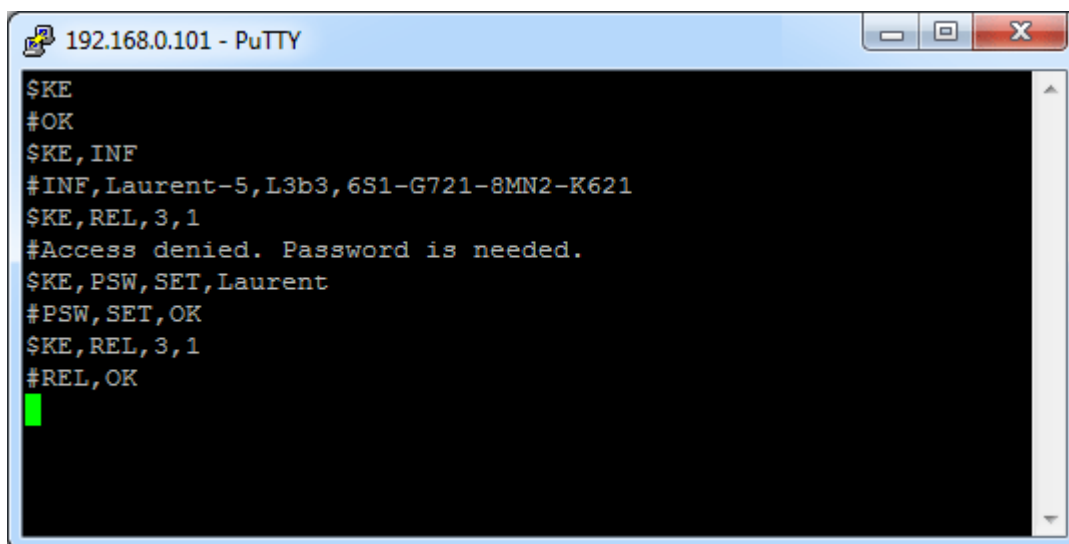 192.168.0.101 - PuTTY
$KE
#OK
$KE,INF
#INF,Laurent-5,L3b3,6S1-G721-8MN2-K621
$KE,REL,3,1
#Access denied. Password is needed.
$KE,PSW,SET,Laurent
#PSW,SET,OK
$KE,REL,3,1
#REL,OK